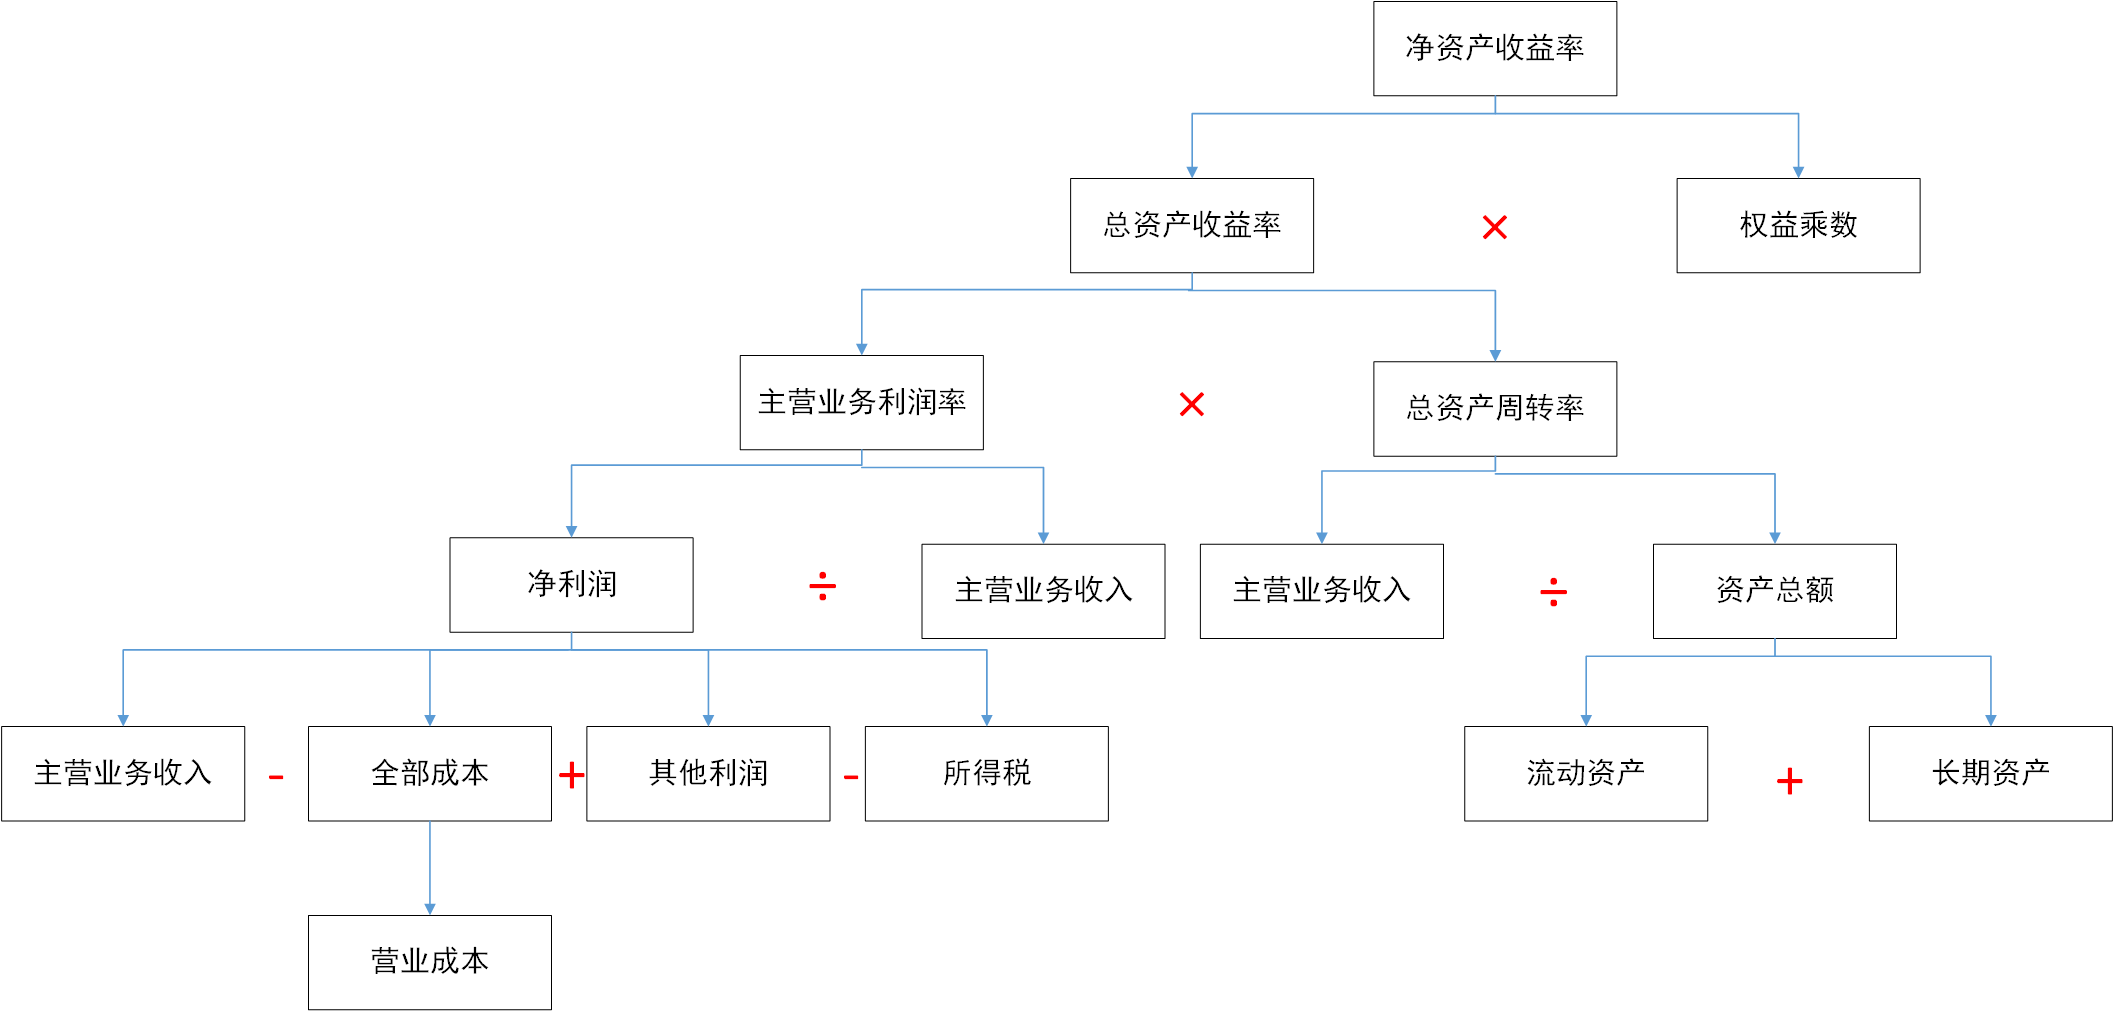 净资产收益率
总资产收益率
×
权益乘数
主营业务利润率
×
总资产周转率
净利润
÷
主营业务收入
主营业务收入
÷
资产总额
主营业务收入
-
全部成本
+
其他利润
-
所得税
流动资产
+
长期资产
营业成本